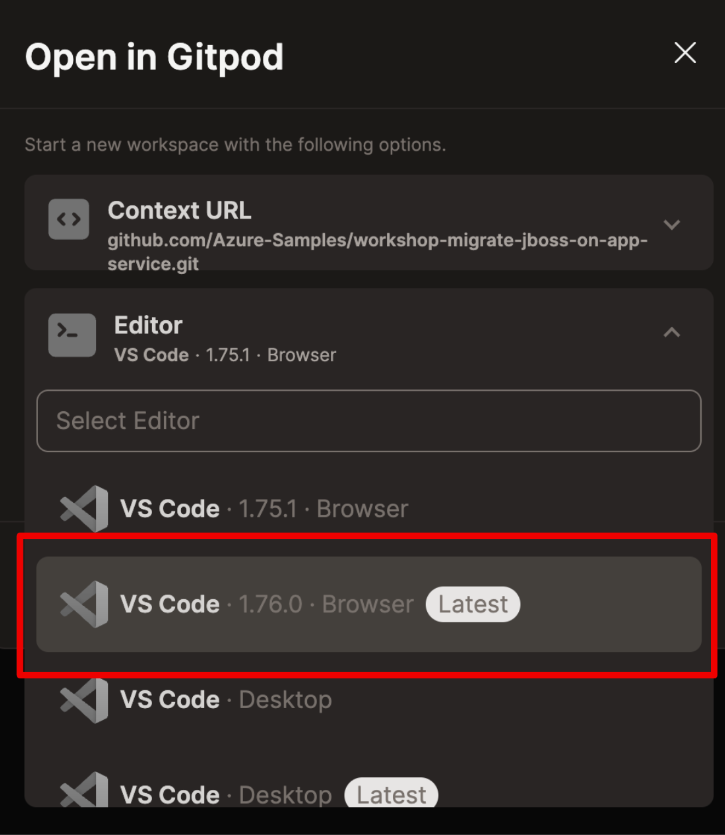 Open in Gitpod
Start a new workspace with the following options.
Context URL
github.com/Azure-Samples/workshop-migrate-jboss-on-app-
service.git
Editor
VS Code · 1.75.1 · Browser
Select Editor
VS Code · 1.75.1 · Browser
VS Code · 1.76.0 · Browser Latest
VS Code · Desktop
VS Code · Desktop Latest